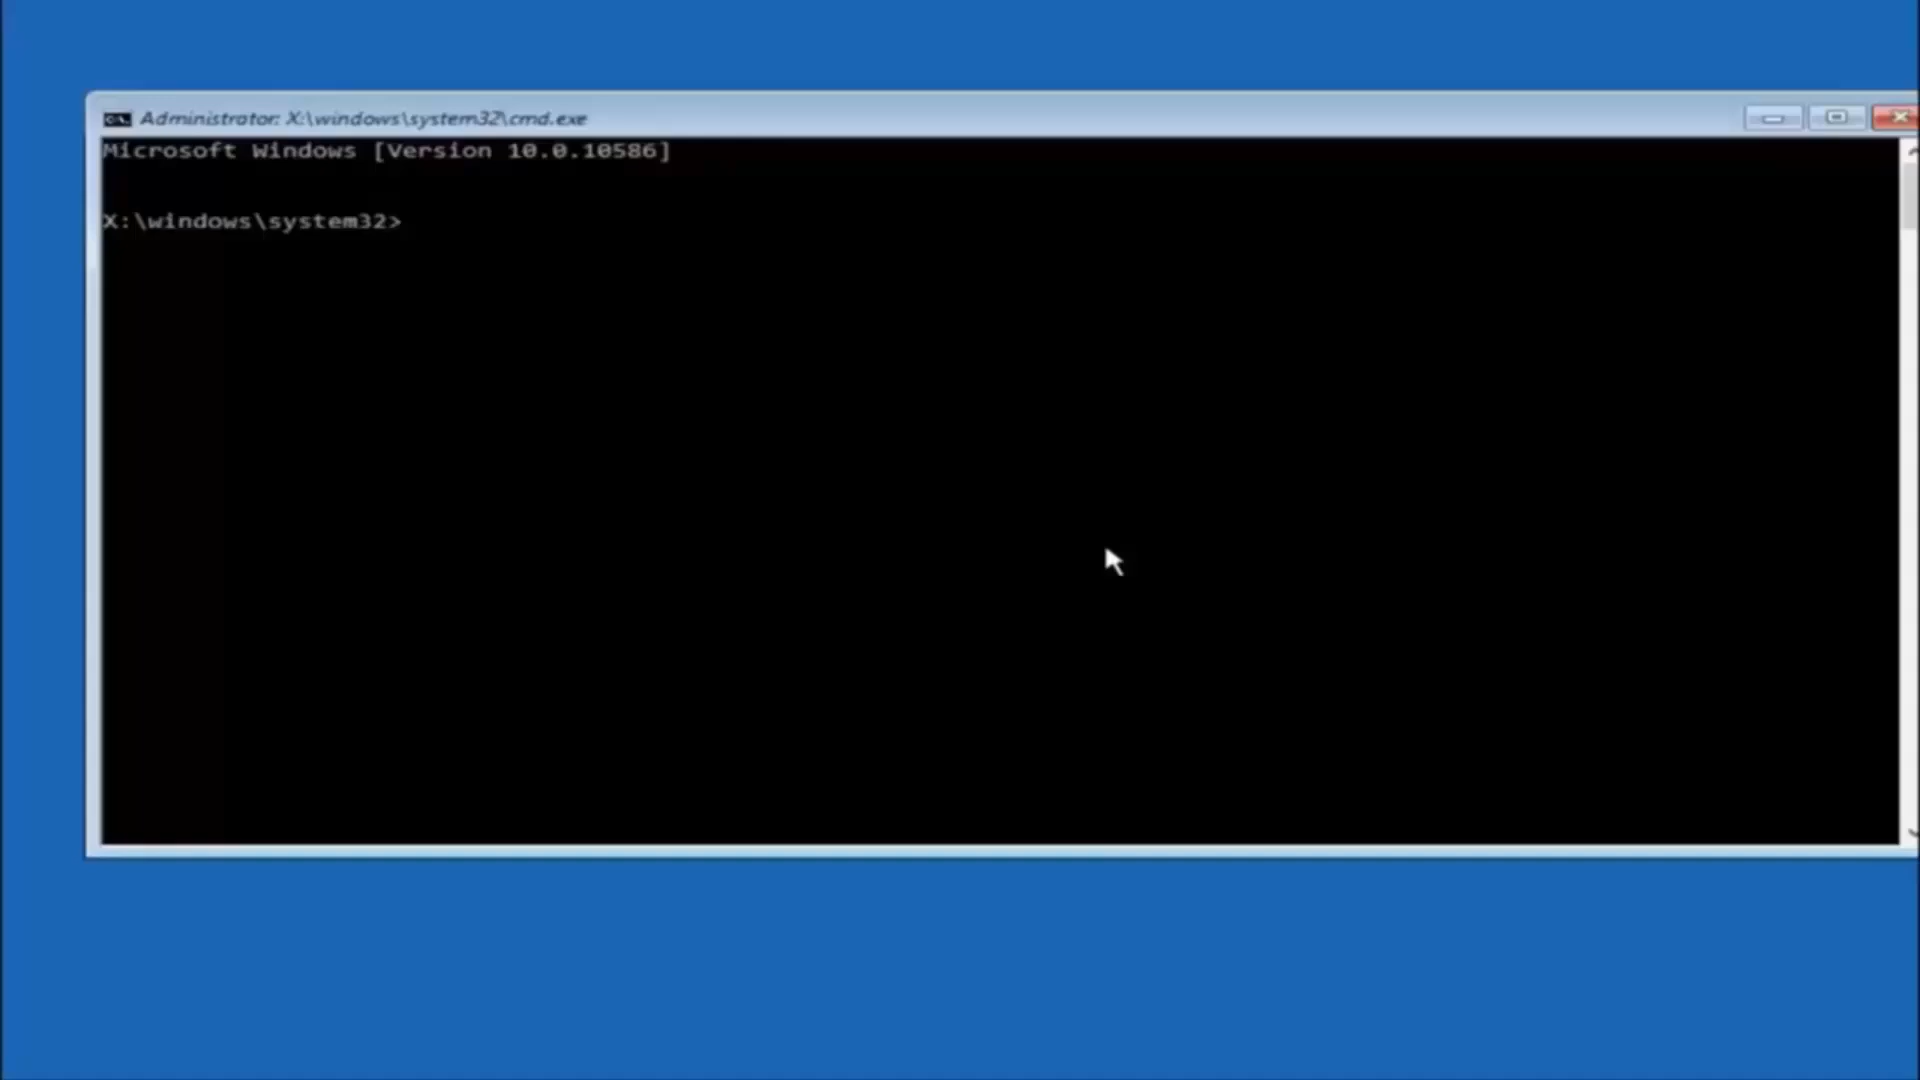 Administrator: X:\windows\system32\cmd.exe
Microsoft Windows [Version 10.0.10586]
X:\windows\system32>